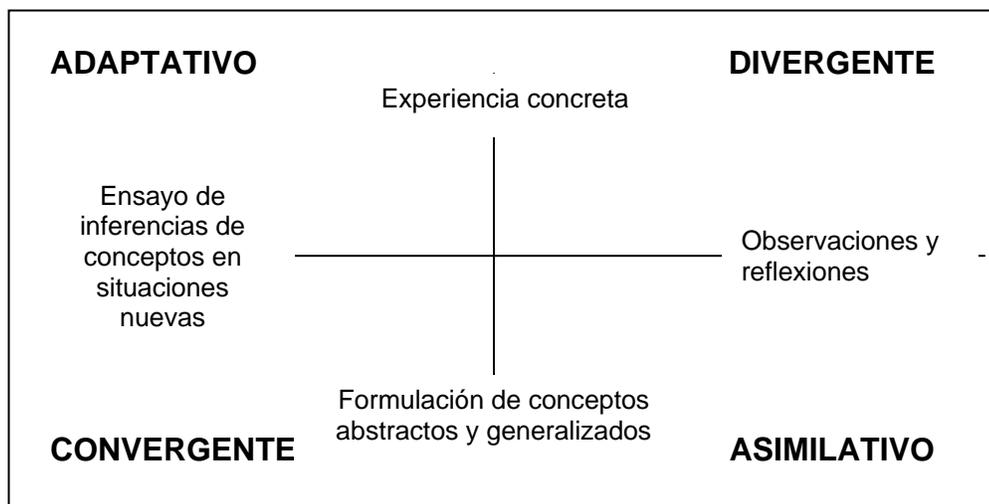 ADAPTATIVO
DIVERGENTE
Experiencia concreta
Ensayo de
inferencias de
conceptos en
situaciones
nuevas
Observaciones y
reflexiones
Formulación de conceptos
abstractos y generalizados
CONVERGENTE
ASIMILATIVO